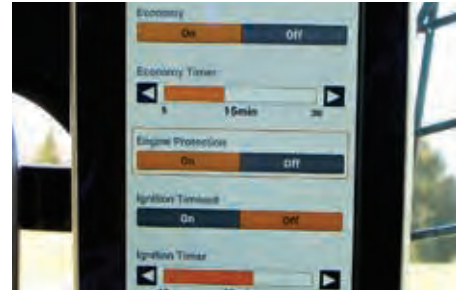 Economy
On Off
Economy Timer
5 15min 30
Engine Protection
On Off
Ignition Timeout
On Off
Ignition Timer